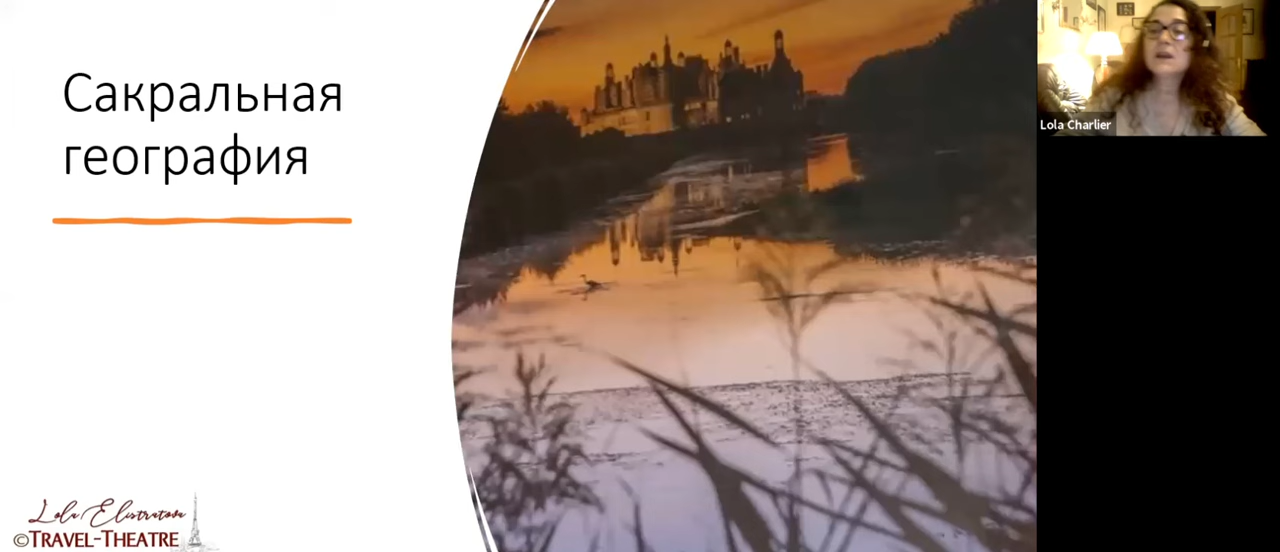 Сакральная
география
Lola Charlier
Lola Elistratova
©TRAVEL-THEATRE